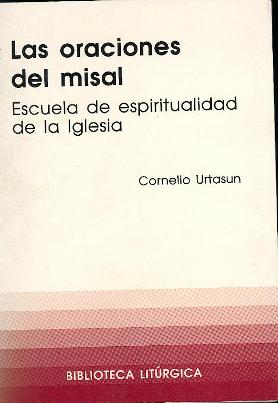 Las oraciones
del misal
Escuela de espiritualidad
de la Iglesia
Cornelio Urtasun
BIBLIOTECA LITÚRGICA